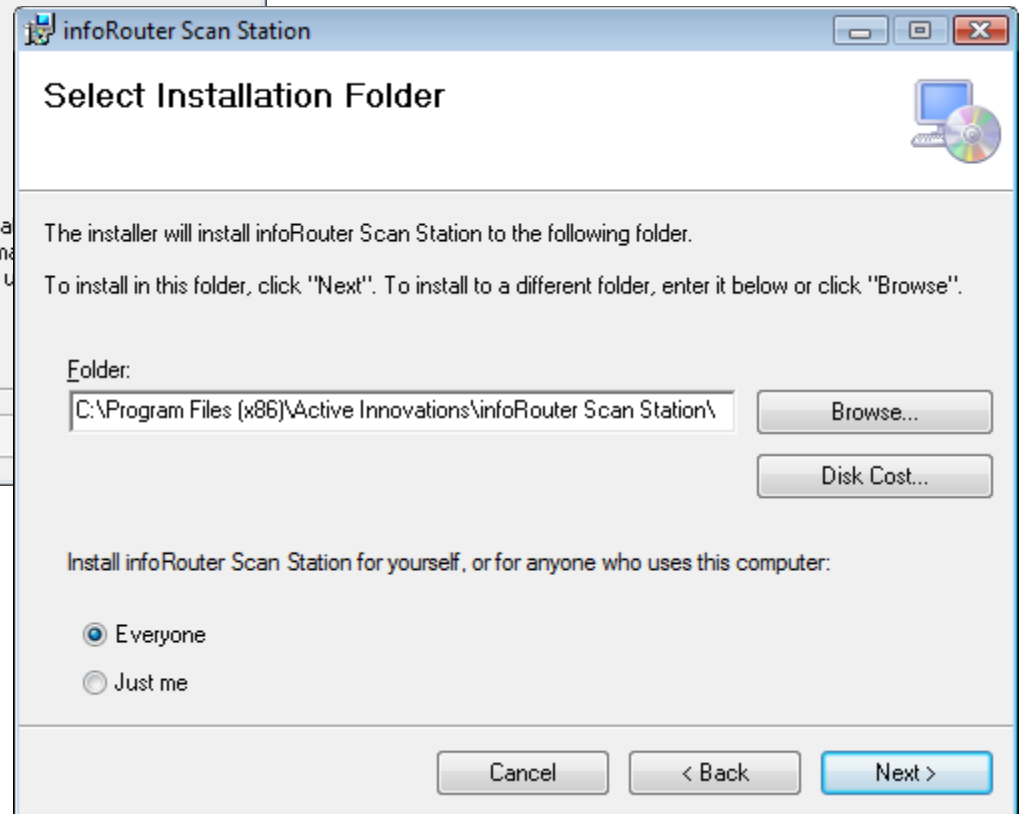 infoRouter Scan Station
Select Installation Folder
The installer will install infoRouter Scan Station to the following folder.
To install in this folder, click "Next". To install to a different folder, enter it below or click "Browse".
Folder:
C:\Program Files (x86)\Active Innovations\infoRouter Scan Station\
Browse...
Disk Cost...
Install infoRouter Scan Station for yourself, or for anyone who uses this computer:
Everyone
Just me
Cancel
< Back
Next >